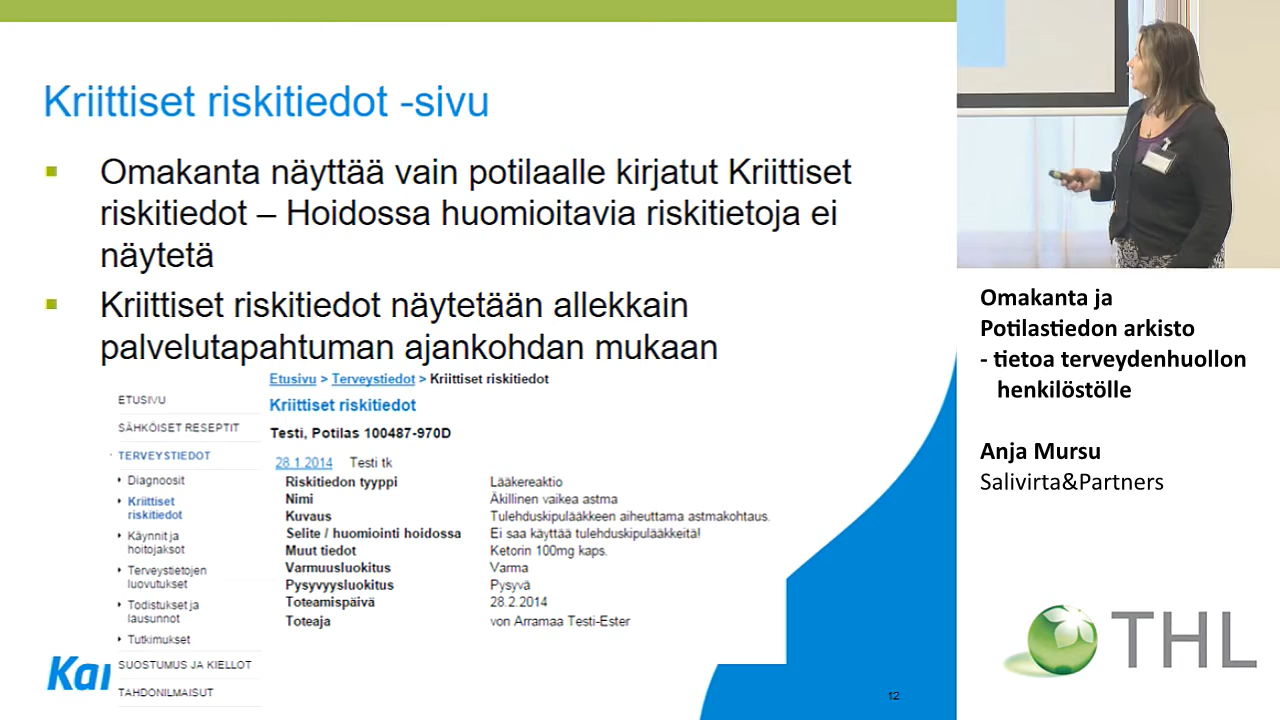 Kriittiset riskitiedot -sivu
Omakanta näyttää vain potilaalle kirjatut Kriittiset
riskitiedot – Hoidossa huomioitavia riskitietoja ei
näytetä
Kriittiset riskitiedot näytetään allekkain
palvelutapahtuman ajankohdan mukaan
ETUSIVU
SÄHKÖISET RESEPTIT
TERVEYSTIEDOT
Diagnoosit
Kriittiset
riskitiedot
Käynnit ja
hoitojaksot
Terveystietojen
luovutukset
Todistukset ja
lausunnot
Tutkimukset
SUOSTUMUS JA KIELLOT
TAHDONILMAISUT
Etusivu > Terveystiedot > Kriittiset riskitiedot
Kriittiset riskitiedot
Testi, Potilas 100487-970D
28.1.2014 Testi tk
Riskitiedon tyyppi Lääkereaktio
Nimi Äkillinen vaikea astma
Kuvaus Tulehduskipulääkkeen aiheuttama astmakohtaus.
Selite / huomiointi hoidossa Ei saa käyttää tulehduskipulääkkeitä!
Muut tiedot Ketorin 100mg kaps.
Varmuusluokitus Varma
Pysyvyysluokitus Pysyvä
Toteamispäivä 28.2.2014
Toteaja von Arramaa Testi-Ester
Kai
12
Omakanta ja
Potilastiedon arkisto
- tietoa terveydenhuollon
henkilöstölle
Anja Mursu
Salivirta&Partners
THL